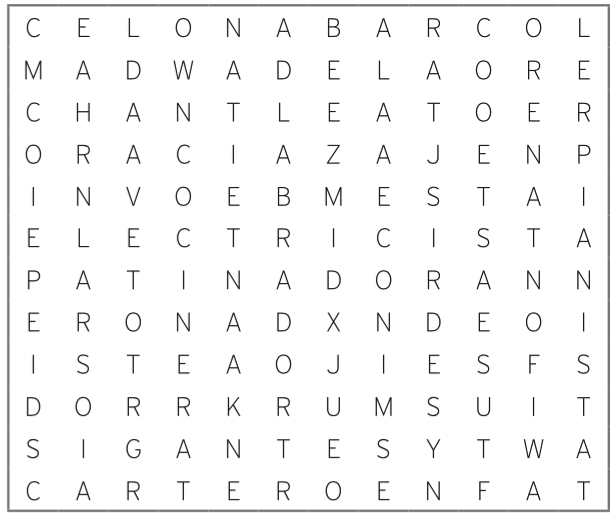 C E L O N A B A R C O L
M A D W A D E L A O R E
C H A N T L E A T O E R
O R A C I A Z A J E N P
I N V O E B M E S T A I
E L E C T R I C I S T A
P A T I N A D O R A N N
E R O N A D X N D E O I
I S T E A O J I E S F S
D O R R K R U M S U I T
S I G A N T E S Y T W A
C A R T E R O E N F A T